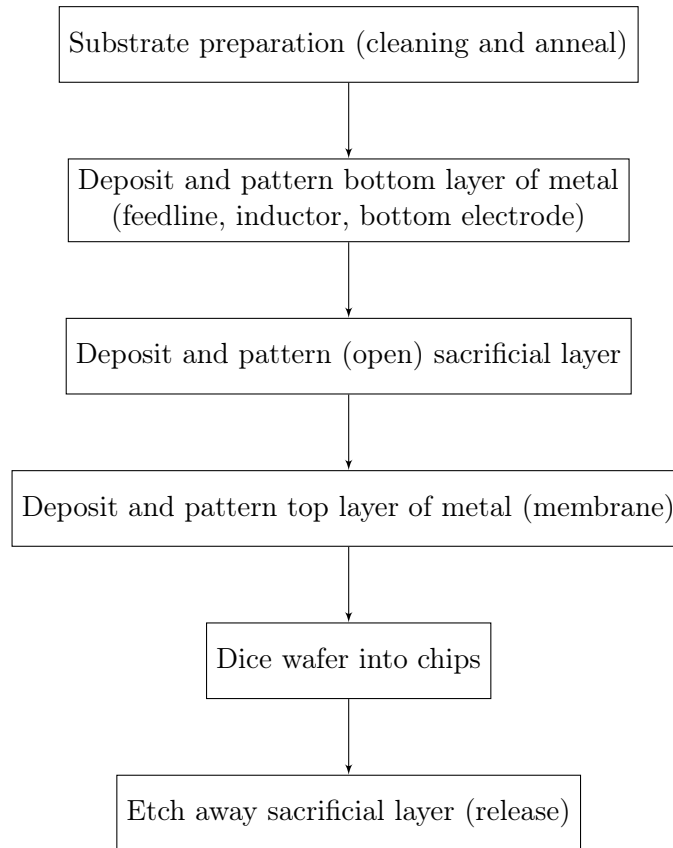 Substrate preparation (cleaning and anneal)
Deposit and pattern bottom layer of metal
(feedline, inductor, bottom electrode)
Deposit and pattern (open) sacrificial layer
Deposit and pattern top layer of metal (membrane)
Dice wafer into chips
Etch away sacrificial layer (release)